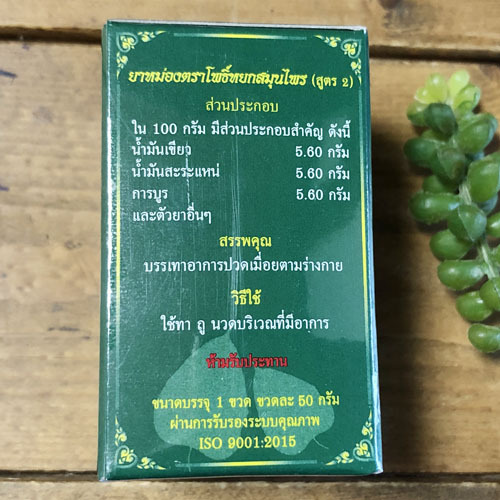 ยาหม่องตราโพธิ์หยกสมุนไพร (สูตร 2)
ส่วนประกอบ
ใน 100 กรัม มีส่วนประกอบสำคัญ ดังนี้
น้ำมันเขียว 5.60 กรัม
น้ำมันสะระแหน่ 5.60 กรัม
การบูร 5.60 กรัม
และตัวยาอื่นๆ
สรรพคุณ
บรรเทาอาการปวดเมื่อยตามร่างกาย
วิธีใช้
ใช้ทา ถู นวดบริเวณที่มีอาการ
ห้ามรับประทาน
ขนาดบรรจุ 1 ขวด ขวดละ 50 กรัม
ผ่านการรับรองระบบคุณภาพ
ISO 9001:2015